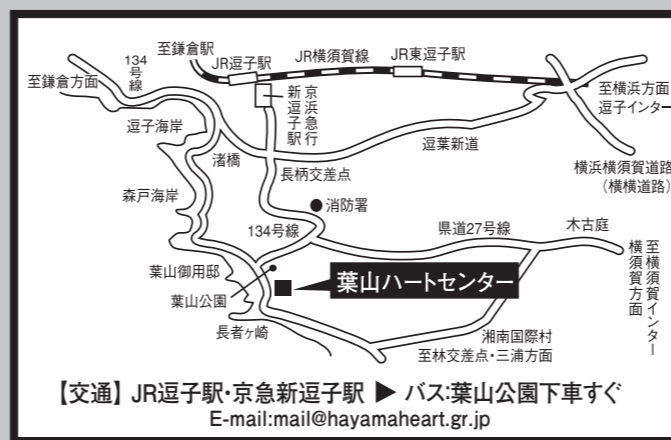 至鎌倉駅
134号線
JR逗子駅
JR横須賀線
JR東逗子駅
至鎌倉方面
新逗子駅
京浜急行
至横浜方面
逗子インター
逗子海岸
渚橋
逗葉新道
長柄交差点
横浜横須賀道路
(横横道路)
森戸海岸
消防署
134号線
県道27号線
木古庭
葉山御用邸
葉山公園
葉山ハートセンター
横須賀方面
至横須賀インター
長者ヶ崎
湘南国際村
至林交差点・三浦方面
【交通】JR逗子駅・京急新逗子駅 ▶ バス:葉山公園下車すぐ
E-mail:mail@hayamaheart.gr.jp